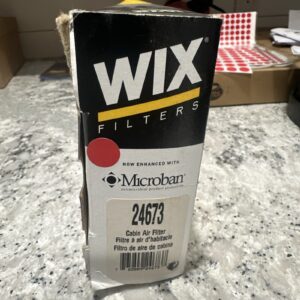 WIX®
FILTERS
NOW ENHANCED WITH
Microban®
24673
Cabin Air Filter
Filtre à air d'habitacle
Filtro de aire de cabina